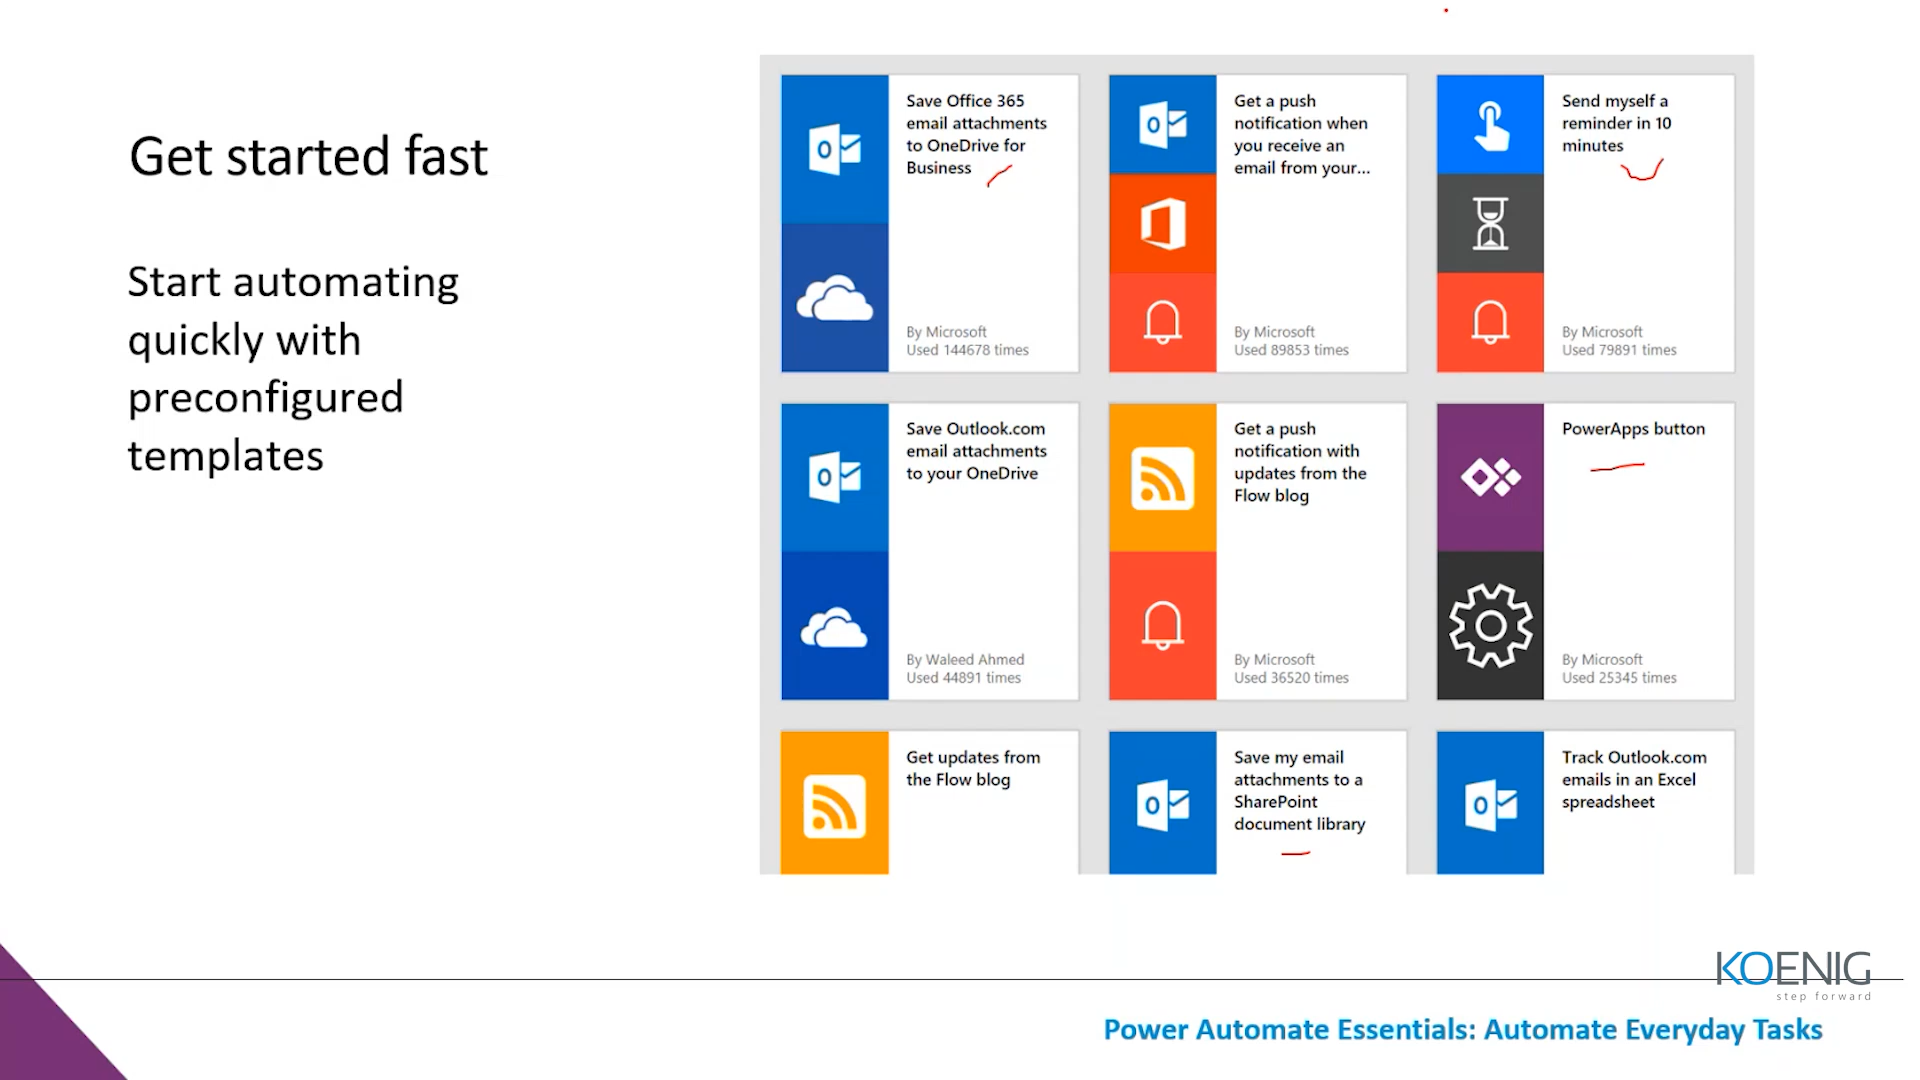 Get started fast
Start automating
quickly with
preconfigured
templates
Save Office 365
email attachments
to OneDrive for
Business
By Microsoft
Used 144678 times
Get a push
notification when
you receive an
email from your...
By Microsoft
Used 89853 times
Send myself a
reminder in 10
minutes
By Microsoft
Used 79891 times
Save Outlook.com
email attachments
to your OneDrive
By Waleed Ahmed
Used 44891 times
Get a push
notification with
updates from the
Flow blog
By Microsoft
Used 36520 times
PowerApps button
By Microsoft
Used 25345 times
Get updates from
the Flow blog
Save my email
attachments to a
SharePoint
document library
Track Outlook.com
emails in an Excel
spreadsheet
KOENIG
step forward
Power Automate Essentials: Automate Everyday Tasks